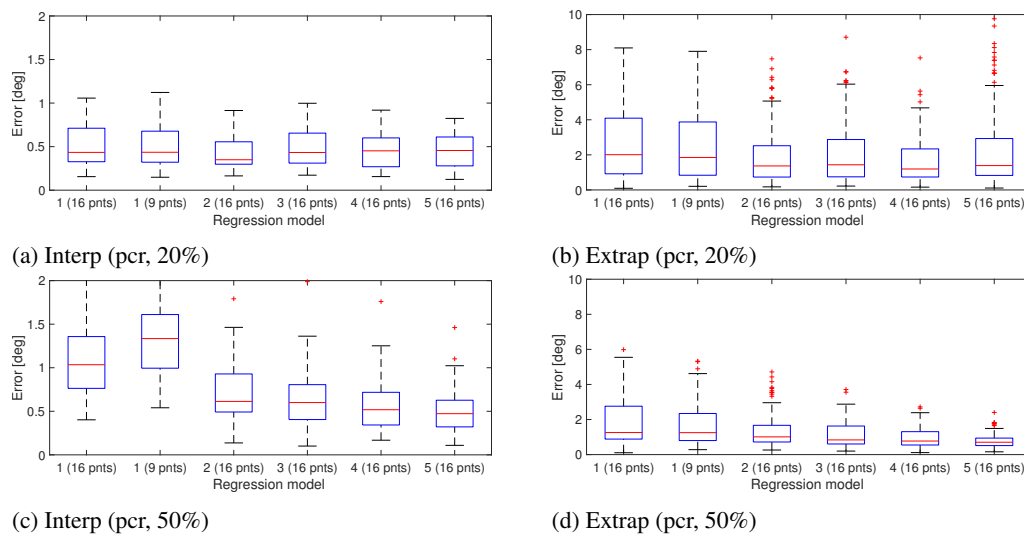 2
1.5
1
0.5
0
Error [deg]
1 (16 pnts) 1 (9 pnts) 2 (16 pnts) 3 (16 pnts) 4 (16 pnts) 5 (16 pnts)
Regression model
(a) Interp (pcr, 20%)
10
8
6
4
2
0
Error [deg]
1 (16 pnts) 1 (9 pnts) 2 (16 pnts) 3 (16 pnts) 4 (16 pnts) 5 (16 pnts)
Regression model
(b) Extrap (pcr, 20%)
2
1.5
1
0.5
0
Error [deg]
1 (16 pnts) 1 (9 pnts) 2 (16 pnts) 3 (16 pnts) 4 (16 pnts) 5 (16 pnts)
Regression model
(c) Interp (pcr, 50%)
10
8
6
4
2
0
Error [deg]
1 (16 pnts) 1 (9 pnts) 2 (16 pnts) 3 (16 pnts) 4 (16 pnts) 5 (16 pnts)
Regression model
(d) Extrap (pcr, 50%)